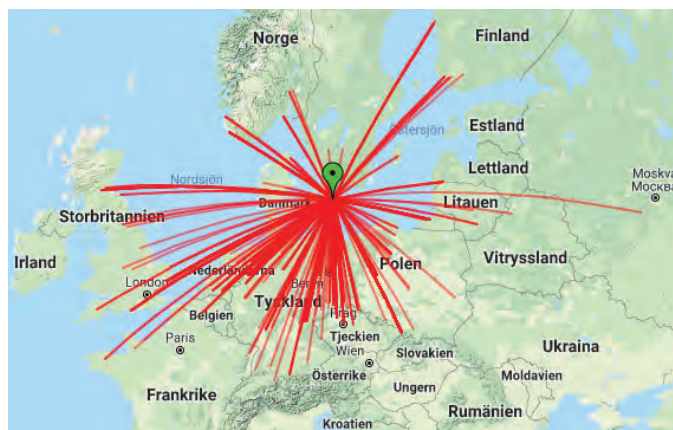 Norge
Finland
Östersjön
Estland
Nordsjön
Lettland
Moskva
Москва
Danmark
Storbritannien
Litauen
Irland
Nederländerna
Polen
Vitryssland
London
Berlin
Tyskland
Belgien
Prag
Paris
Tjeckien
Ukraina
Wien
Slovakien
Österrike
Moldavien
Frankrike
Ungern
Rumänien
Kroatien